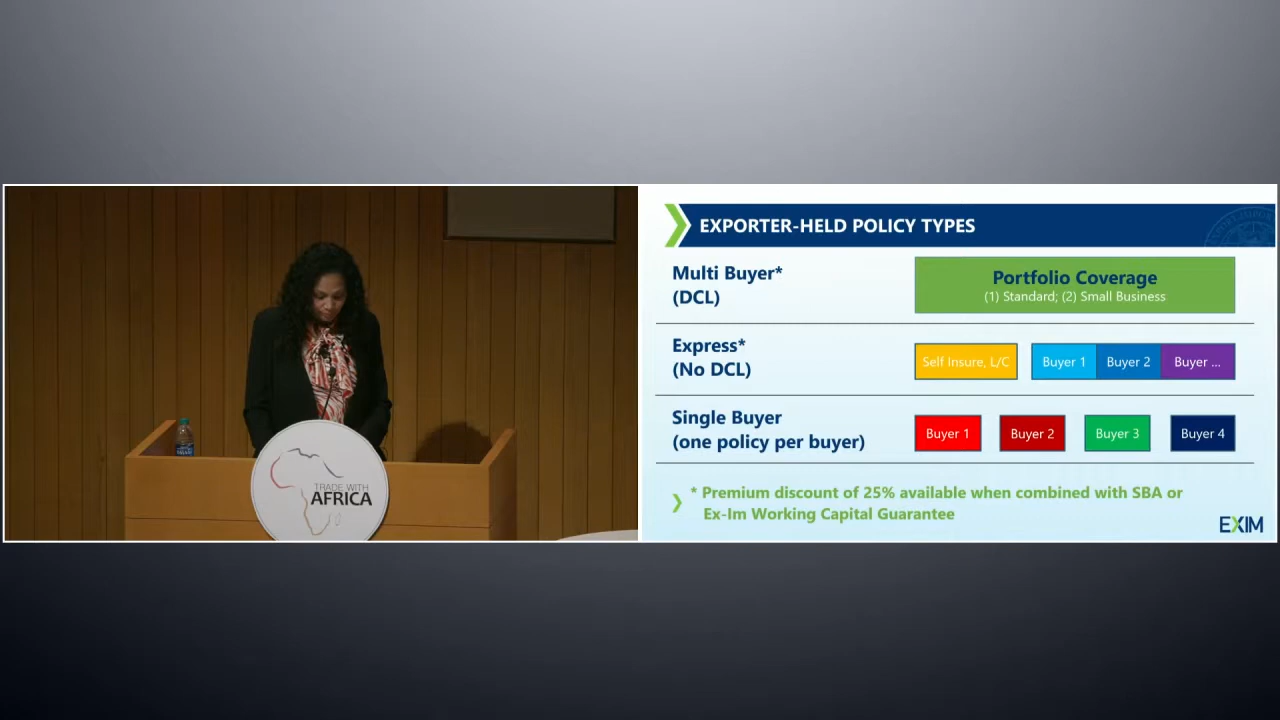 TRADE WITH
AFRICA
EXPORTER-HELD POLICY TYPES
Multi Buyer*
(DCL)
Portfolio Coverage
(1) Standard; (2) Small Business
Express*
(No DCL)
Self Insure, L/C
Buyer 1
Buyer 2
Buyer ...
Single Buyer
(one policy per buyer)
Buyer 1
Buyer 2
Buyer 3
Buyer 4
* Premium discount of 25% available when combined with SBA or
Ex-Im Working Capital Guarantee
EXIM